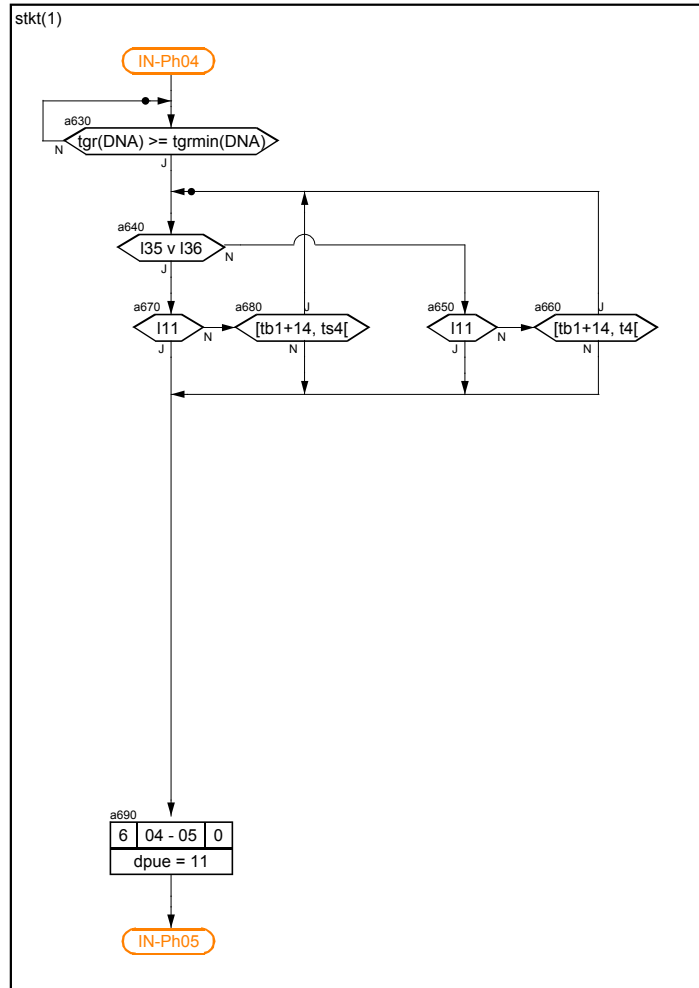 stkt(1)
IN-Ph04
a630
tgr(DNA) >= tgrmin(DNA)
N
J
a640
I35 v I36
N
J
a670
I11
N
J
a680
[tb1+14, ts4[
J
N
a650
I11
N
J
a660
[tb1+14, t4[
J
N
a690
6 04 - 05 0
dpue = 11
IN-Ph05